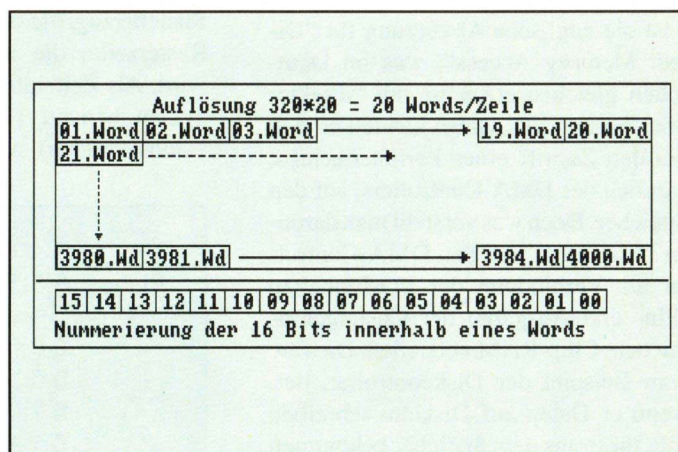 Auflösung 320*20 = 20 Words/Zeile
01.Word 02.Word 03.Word 19.Word 20.Word
21.Word
3980.Wd 3981.Wd 3984.Wd 4000.Wd
15 14 13 12 11 10 09 08 07 06 05 04 03 02 01 00
Nummerierung der 16 Bits innerhalb eines Words